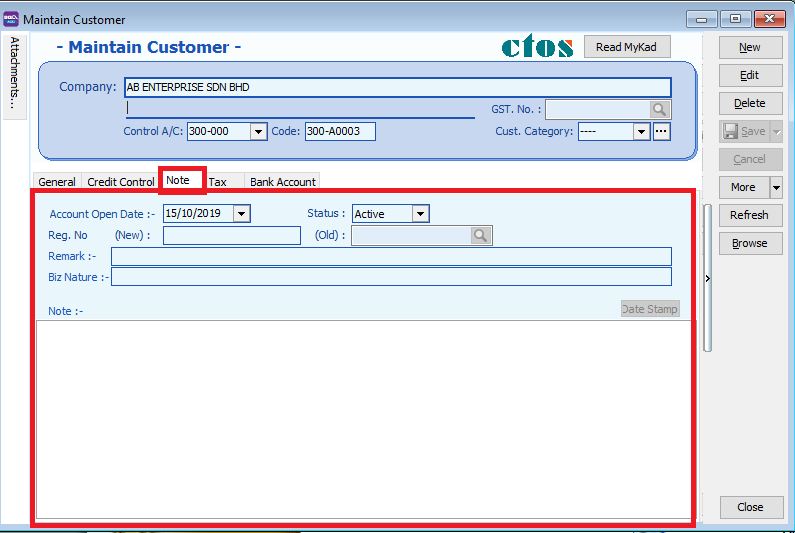 Maintain Customer
Attachments...
- Maintain Customer -
ctos
Read MyKad
New
Company: AB ENTERPRISE SDN BHD
Edit
GST. No. :
Delete
Control A/C: 300-000 Code: 300-A0003 Cust. Category: ---- ...
Save
Cancel
General Credit Control Note Tax Bank Account
More
Account Open Date :- 15/10/2019 Status : Active
Refresh
Reg. No (New) : (Old) :
Browse
Remark :-
Biz Nature :-
Note :- Date Stamp
Close